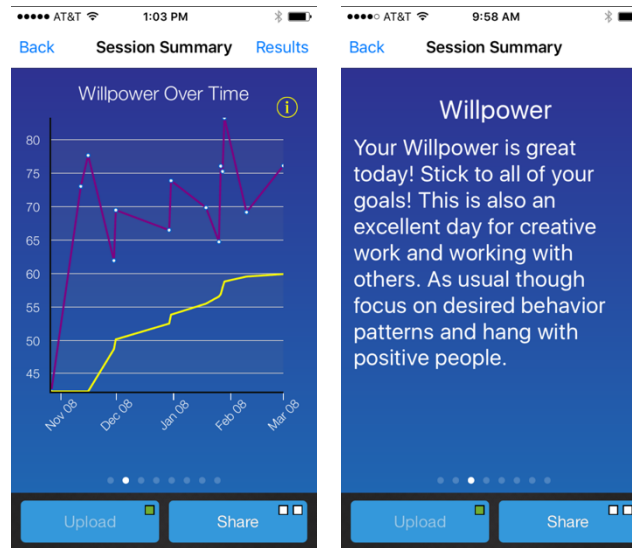 AT&T 1:03 PM
Back Session Summary Results
Willpower Over Time
i
80
75
70
65
60
55
50
45
Nov 08 Dec 08 Jan 08 Feb 08 Mar 08
Upload Share
AT&T 9:58 AM
Back Session Summary
Willpower
Your Willpower is great
today! Stick to all of your
goals! This is also an
excellent day for creative
work and working with
others. As usual though
focus on desired behavior
patterns and hang with
positive people.
Upload Share